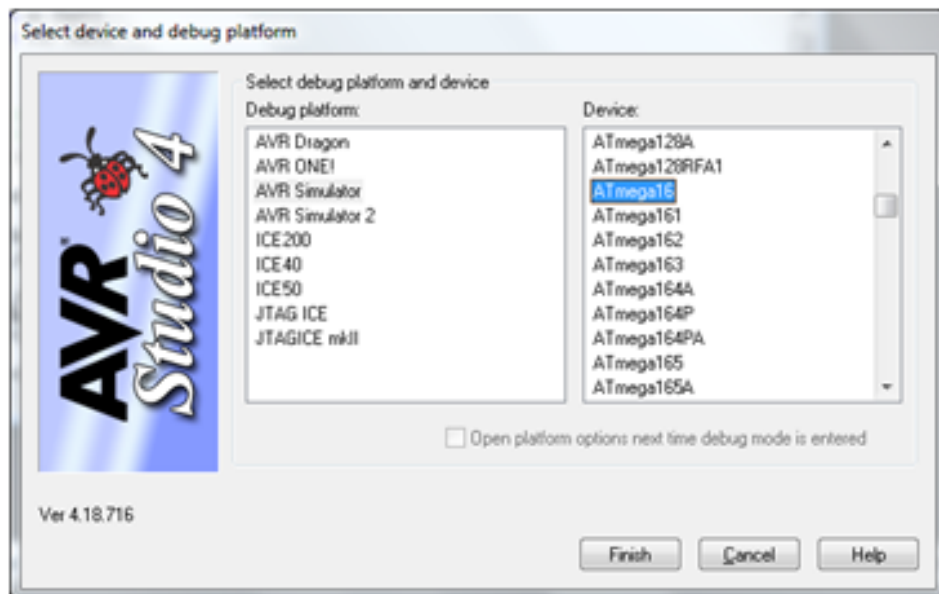 Select device and debug platform
AVR® Studio 4
Select debug platform and device
Debug platform:
AVR Dragon
AVR ONE!
AVR Simulator
AVR Simulator 2
ICE200
ICE40
ICE50
JTAG ICE
JTAGICE mkII
Device:
ATmega128A
ATmega128RFA1
ATmega16
ATmega161
ATmega162
ATmega163
ATmega164A
ATmega164P
ATmega164PA
ATmega165
ATmega165A
Open platform options next time debug mode is entered
Ver 4.18.716
Finish
Cancel
Help